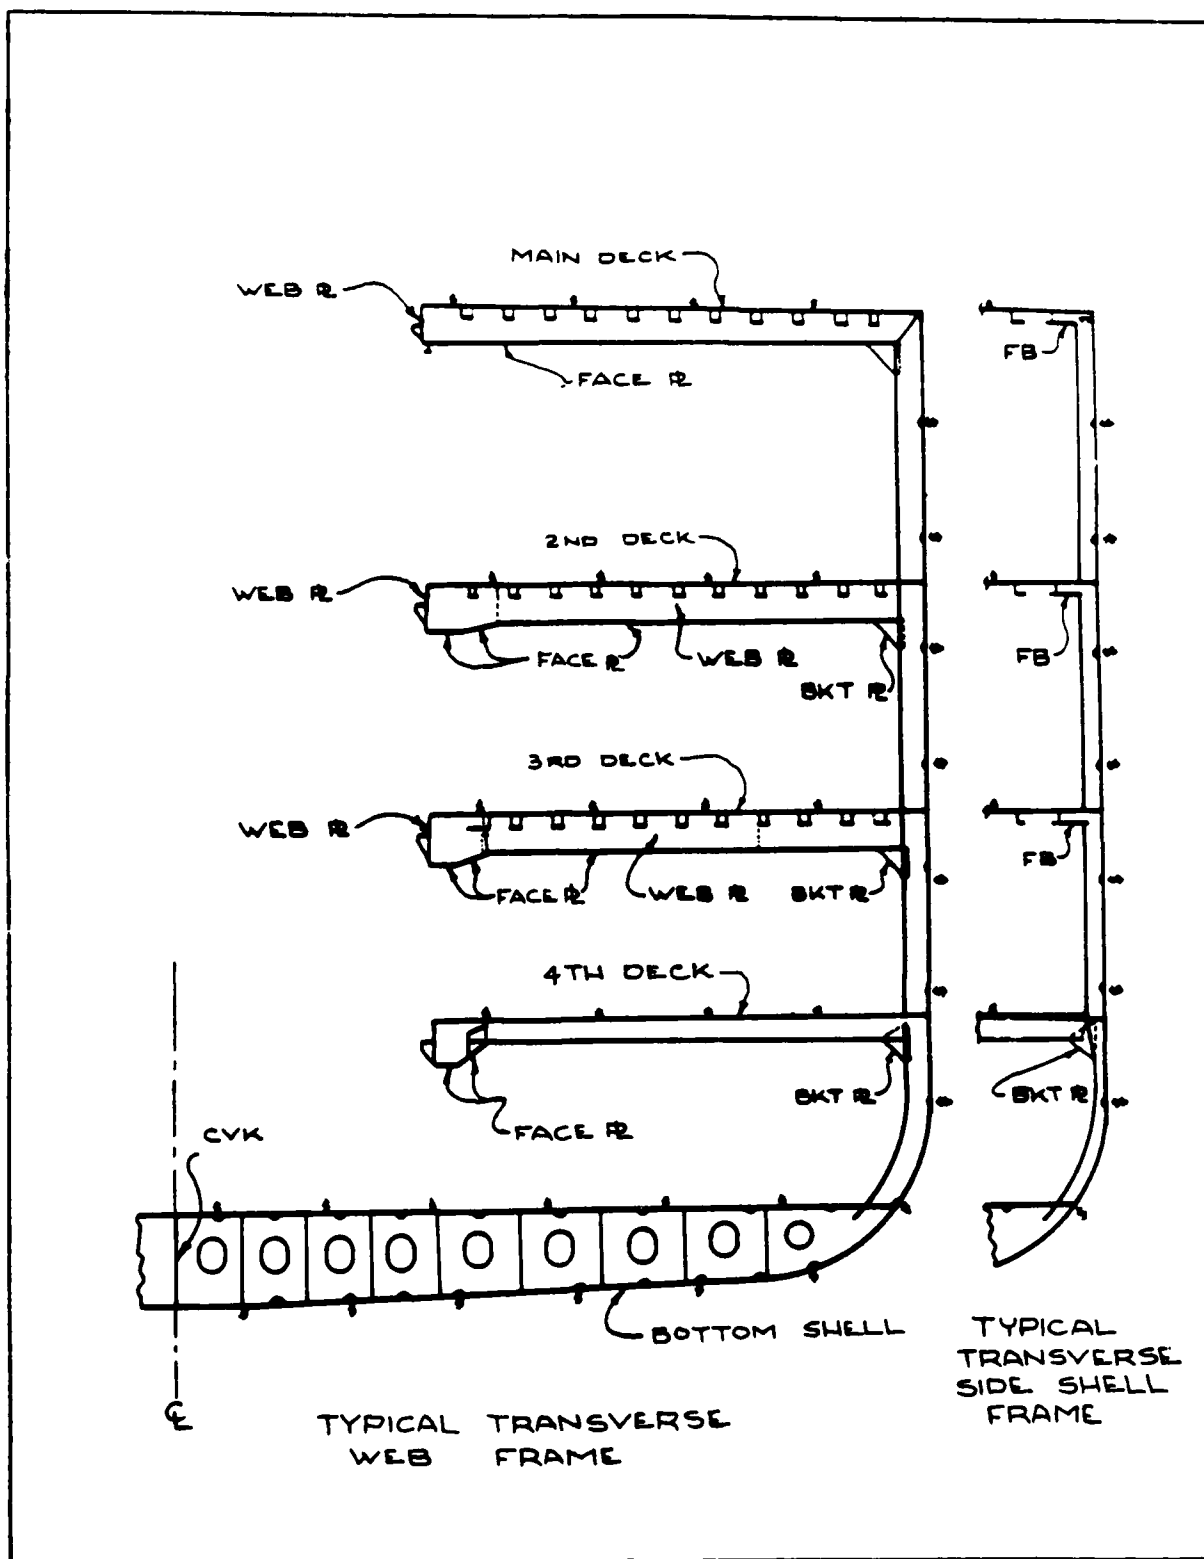 MAIN DECK
WEB PL
FB
FACE PL
2ND DECK
WEB PL
FACE PL
WEB PL
FB
BKT PL
3RD DECK
WEB PL
FB
FACE PL
WEB PL
BKT PL
4TH DECK
BKT PL
BKT PL
FACE PL
CVK
BOTTOM SHELL
CL
TYPICAL TRANSVERSE
WEB FRAME
TYPICAL
TRANSVERSE
SIDE SHELL
FRAME